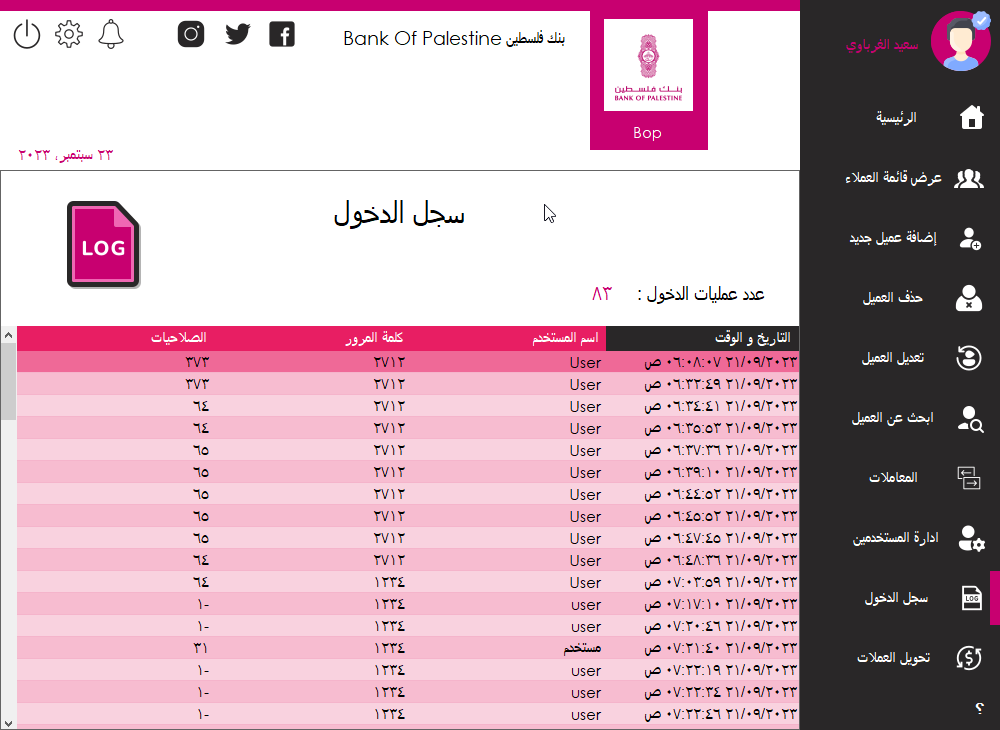 بنك فلسطين Bank Of Palestine
بنك فلسطين
BANK OF PALESTINE
Bop
٢٣ سبتمبر، ٢٠٢٣
سعيد الغرباوي
الرئيسية
عرض قائمة العملاء
إضافة عميل جديد
حذف العميل
تعديل العميل
ابحث عن العميل
المعاملات
ادارة المستخدمين
سجل الدخول
LOG
تحويل العملات
؟
سجل الدخول
LOG
عدد عمليات الدخول : ٨٣
التاريخ و الوقت اسم المستخدم كلمة المرور الصلاحيات
٢١/٠٩/٢٠٢٣ ٠٦:٠٨:٠٧ ص User ٢٧١٢ ٣٧٣
٢١/٠٩/٢٠٢٣ ٠٦:٣٢:٤٩ ص User ٢٧١٢ ٣٧٣
٢١/٠٩/٢٠٢٣ ٠٦:٣٤:٤١ ص User ٢٧١٢ ٦٤
٢١/٠٩/٢٠٢٣ ٠٦:٣٥:٥٣ ص User ٢٧١٢ ٦٤
٢١/٠٩/٢٠٢٣ ٠٦:٣٧:٣٦ ص User ٢٧١٢ ٦٥
٢١/٠٩/٢٠٢٣ ٠٦:٣٩:١٠ ص User ٢٧١٢ ٦٥
٢١/٠٩/٢٠٢٣ ٠٦:٤٤:٥٢ ص User ٢٧١٢ ٦٥
٢١/٠٩/٢٠٢٣ ٠٦:٤٥:٥٢ ص User ٢٧١٢ ٦٥
٢١/٠٩/٢٠٢٣ ٠٦:٤٧:٤٥ ص User ٢٧١٢ ٦٥
٢١/٠٩/٢٠٢٣ ٠٦:٤٨:٣٦ ص User ٢٧١٢ ٦٤
٢١/٠٩/٢٠٢٣ ٠٧:٠٣:٥٩ ص User ١٢٣٤ ٦٤
٢١/٠٩/٢٠٢٣ ٠٧:١٧:١٠ ص user ١٢٣٤ ١-
٢١/٠٩/٢٠٢٣ ٠٧:٢٠:٤٦ ص user ١٢٣٤ ١-
٢١/٠٩/٢٠٢٣ ٠٧:٢١:٤٠ ص مستخدم ١٢٣٤ ٣١
٢١/٠٩/٢٠٢٣ ٠٧:٢٢:١٩ ص user ١٢٣٤ ١-
٢١/٠٩/٢٠٢٣ ٠٧:٢٢:٣٤ ص user ١٢٣٤ ١-
٢١/٠٩/٢٠٢٣ ٠٧:٢٢:٤٦ ص user ١٢٣٤ ١-